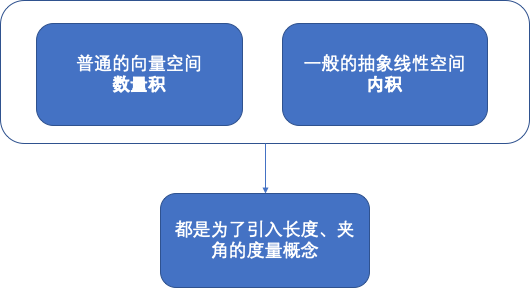 普通的向量空间
数量积
一般的抽象线性空间
内积
都是为了引入长度、夹
角的度量概念